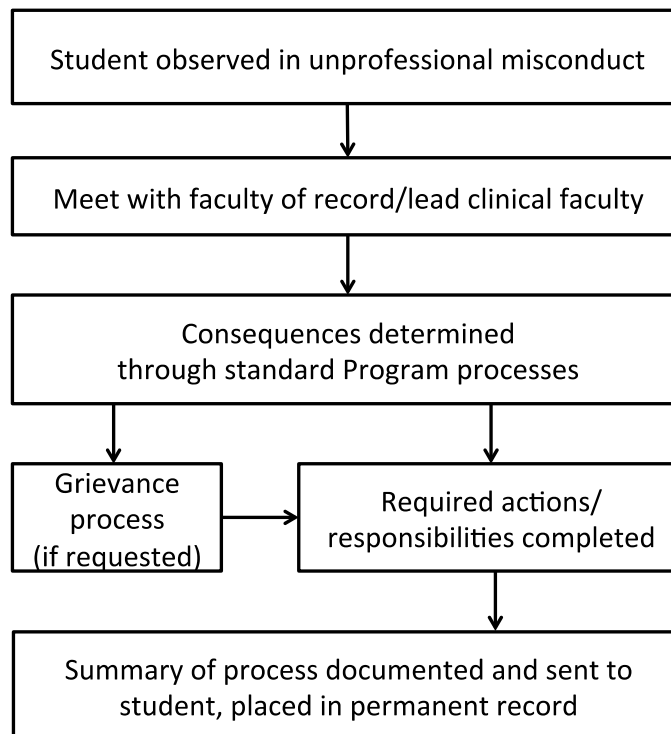 Student observed in unprofessional misconduct
Meet with faculty of record/lead clinical faculty
Consequences determined
through standard Program processes
Grievance
process
(if requested)
Required actions/
responsibilities completed
Summary of process documented and sent to
student, placed in permanent record